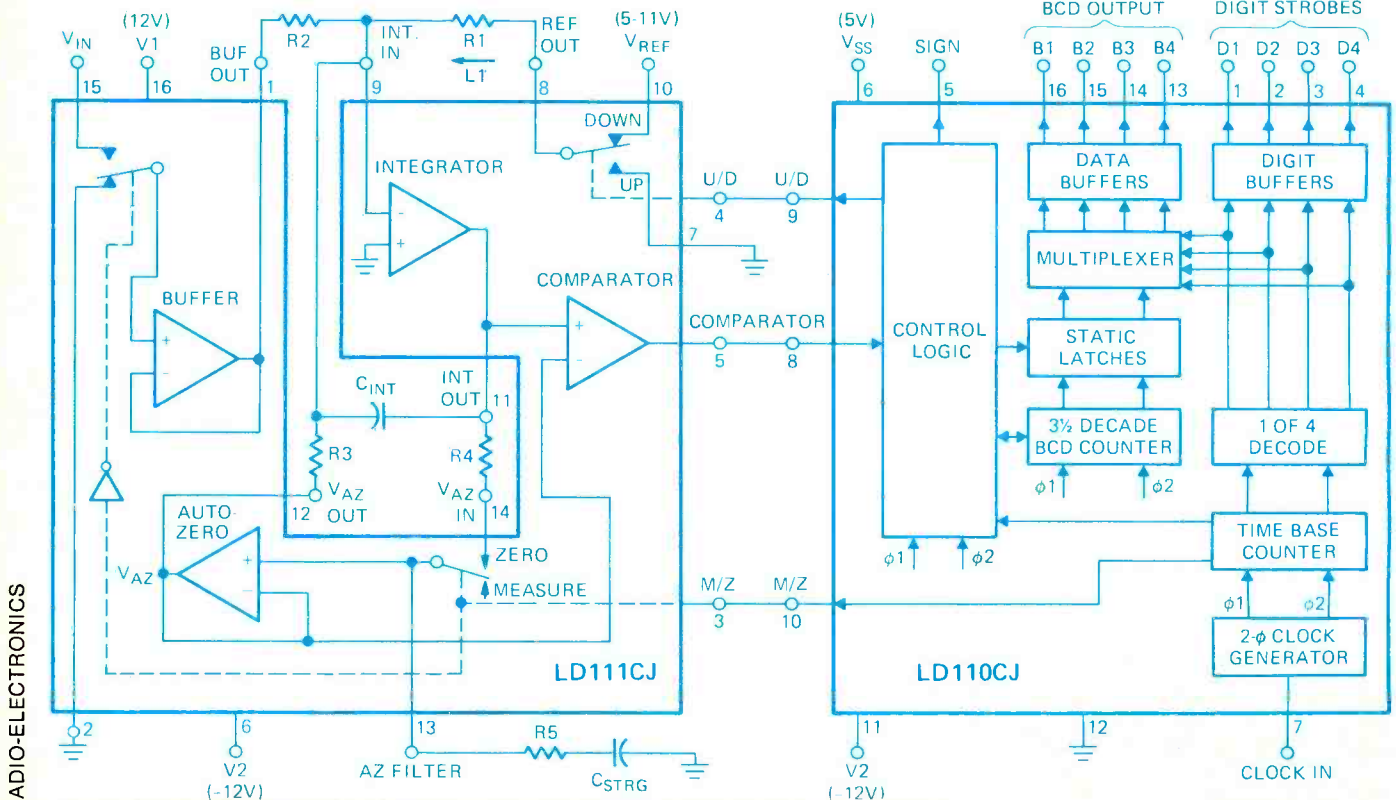 BCD OUTPUT
DIGIT STROBES
(12V)
(5-11V)
(5V)
VIN
V1
BUF OUT
R2
INT. IN
R1
L1
REF OUT
VREF
VSS
SIGN
B1 B2 B3 B4
D1 D2 D3 D4
15
16
1
9
8
10
6
5
16 15 14 13
1 2 3 4
DOWN
UP
INTEGRATOR
-
+
U/D
4
U/D
9
7
DATA BUFFERS
DIGIT BUFFERS
MULTIPLEXER
BUFFER
+
-
COMPARATOR
+
-
COMPARATOR
5
8
CONTROL LOGIC
STATIC LATCHES
CINT
INT OUT
11
R3
R4
3½ DECADE BCD COUNTER
1 OF 4 DECODE
VAZ OUT
12
VAZ IN
14
ϕ1
ϕ2
AUTO-ZERO
+
-
VAZ
ZERO
MEASURE
TIME BASE COUNTER
ϕ1
ϕ2
M/Z
3
M/Z
10
ϕ1
ϕ2
2-ϕ CLOCK GENERATOR
LD111CJ
LD110CJ
2
6
V2
(-12V)
13
AZ FILTER
R5
CSTRG
11
V2
(-12V)
12
7
CLOCK IN
ADIO-ELECTRONICS